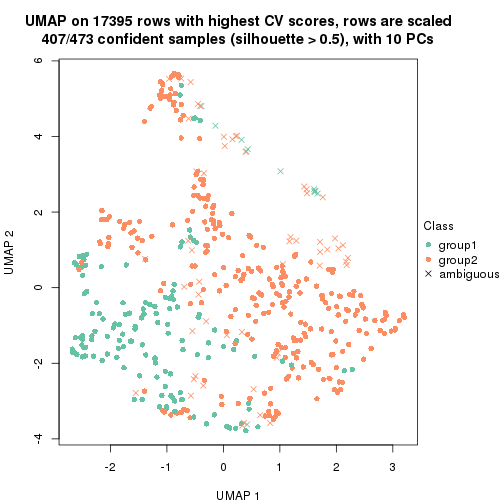 UMAP on 17395 rows with highest CV scores, rows are scaled
407/473 confident samples (silhouette > 0.5), with 10 PCs
6
4
2
0
-2
-4
UMAP 2
-2
-1
0
1
2
3
UMAP 1
Class
group1
group2
ambiguous